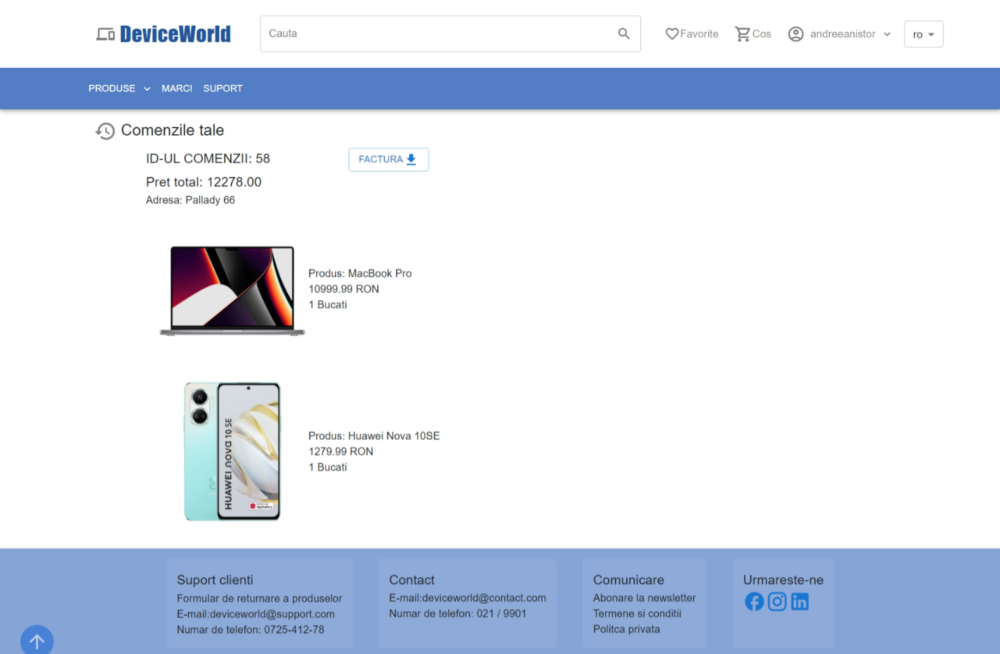 DeviceWorld
Cauta
Favorite
Cos
andreeanistor
ro
PRODUSE
MARCI
SUPORT
Comenzile tale
ID-UL COMENZII: 58
FACTURA
Pret total: 12278.00
Adresa: Pallady 66
Produs: MacBook Pro
10999.99 RON
1 Bucati
HUAWEI nova 10 SE
AppGallery
Produs: Huawei Nova 10SE
1279.99 RON
1 Bucati
Suport clienti
Formular de returnare a produselor
E-mail:deviceworld@support.com
Numar de telefon: 0725-412-78
Contact
E-mail:deviceworld@contact.com
Numar de telefon: 021 / 9901
Comunicare
Abonare la newsletter
Termene si conditii
Politca privata
Urmareste-ne